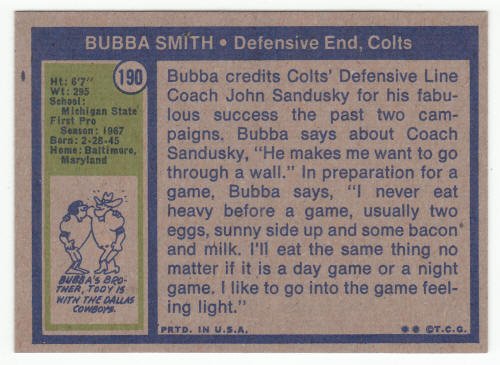 BUBBA SMITH • Defensive End, Colts
190
Ht: 6'7"
Wt: 295
School:
Michigan State
First Pro
Season: 1967
Born: 2-28-45
Home: Baltimore,
Maryland
BUBBA'S BRO-
THER, TODY IS
WITH THE DALLAS
COWBOYS.
Bubba credits Colts' Defensive Line
Coach John Sandusky for his fabu-
lous success the past two cam-
paigns. Bubba says about Coach
Sandusky, "He makes me want to go
through a wall." In preparation for a
game, Bubba says, "I never eat
heavy before a game, usually two
eggs, sunny side up and some bacon
and milk. I'll eat the same thing no
matter if it is a day game or a night
game. I like to go into the game feel-
ing light."
PRTD. IN U.S.A.
●● ©T.C.G.